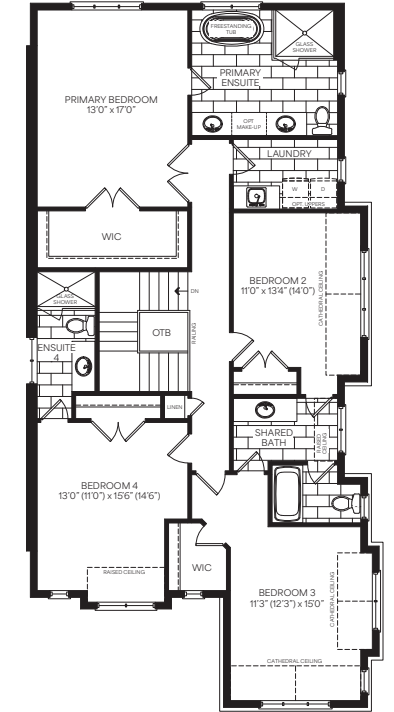 FREESTANDING
TUB
GLASS
SHOWER
PRIMARY
ENSUITE
PRIMARY BEDROOM
13'0" x 17'0"
OPT
MAKE-UP
LAUNDRY
W
D
OPT. UPPERS
WIC
BEDROOM 2
11'0" x 13'4" (14'0")
CATHEDRAL CEILING
GLASS
SHOWER
DN
OTB
RAILING
ENSUITE
4
LINEN
SHARED
BATH
RAISED
CEILING
BEDROOM 4
13'0" (11'0") x 15'6" (14'6")
RAISED CEILING
WIC
BEDROOM 3
11'3" (12'3") x 15'0"
CATHEDRAL CEILING
CATHEDRAL CEILING